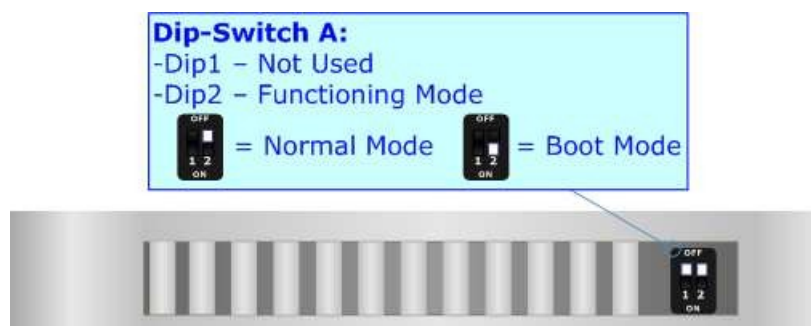 Dip-Switch A:
-Dip1 – Not Used
-Dip2 – Functioning Mode
OFF
1 2
ON
= Normal Mode
OFF
1 2
ON
= Boot Mode
OFF
1 2
ON